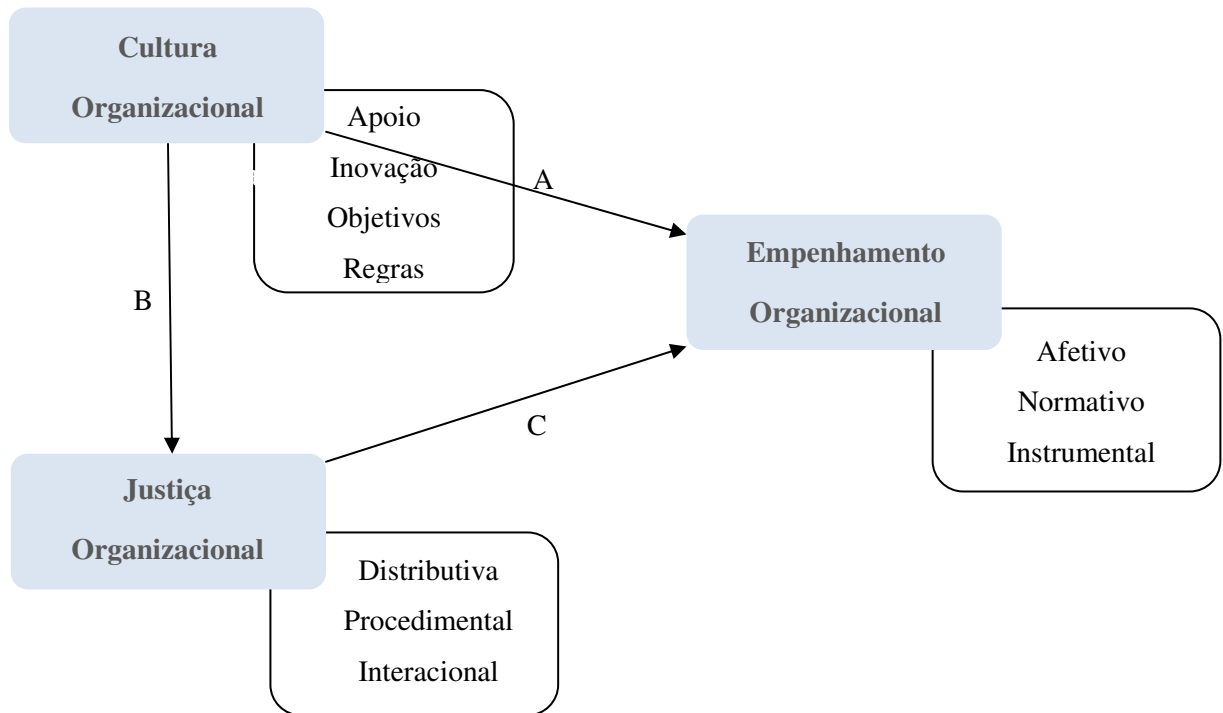 Cultura
Organizacional
Apoio
Inovação
Objetivos
Regras
A
B
Empenhamento
Organizacional
Afetivo
Normativo
Instrumental
C
Justiça
Organizacional
Distributiva
Procedimental
Interacional